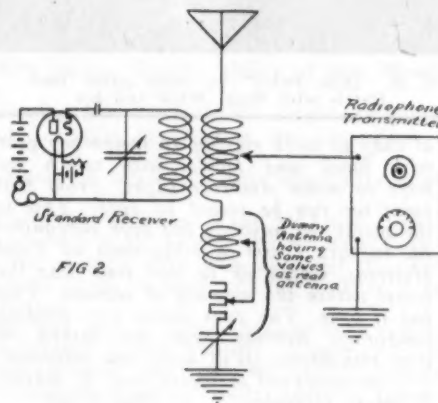 Radiophone
Transmitter
Standard Receiver
FIG 2
Dummy
Antenna
having
Same
values
as real
antenna